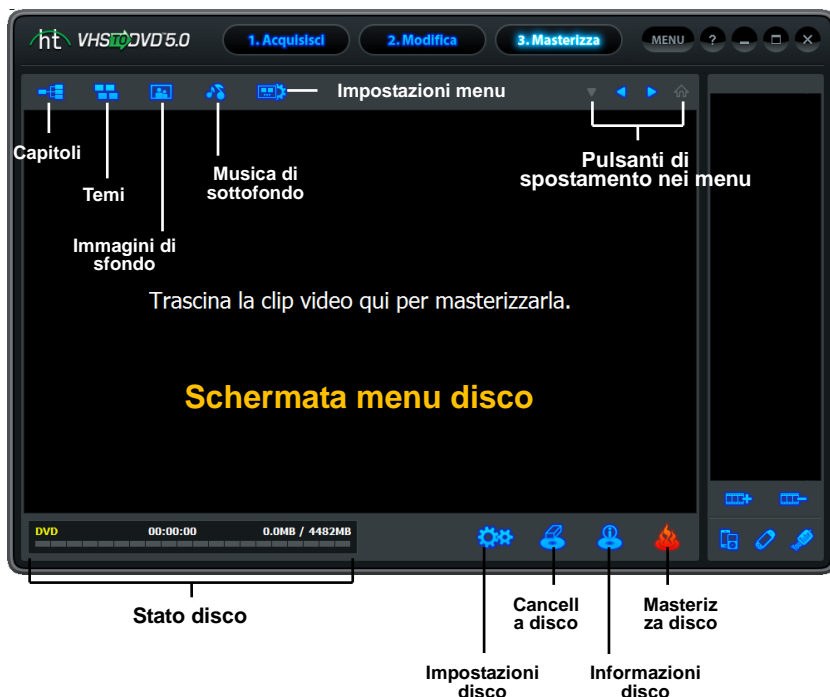 ht VHS TO DVD 5.0
1. Acquisisci
2. Modifica
3. Masterizza
MENU
?
Impostazioni menu
Capitoli
Temi
Immagini di
sfondo
Musica di
sottofondo
Pulsanti di
spostamento nei menu
Trascina la clip video qui per masterizzarla.
Schermata menu disco
DVD 00:00:00 0.0MB / 4482MB
Stato disco
Cancell
a disco
Masteriz
za disco
Impostazioni
disco
Informazioni
disco